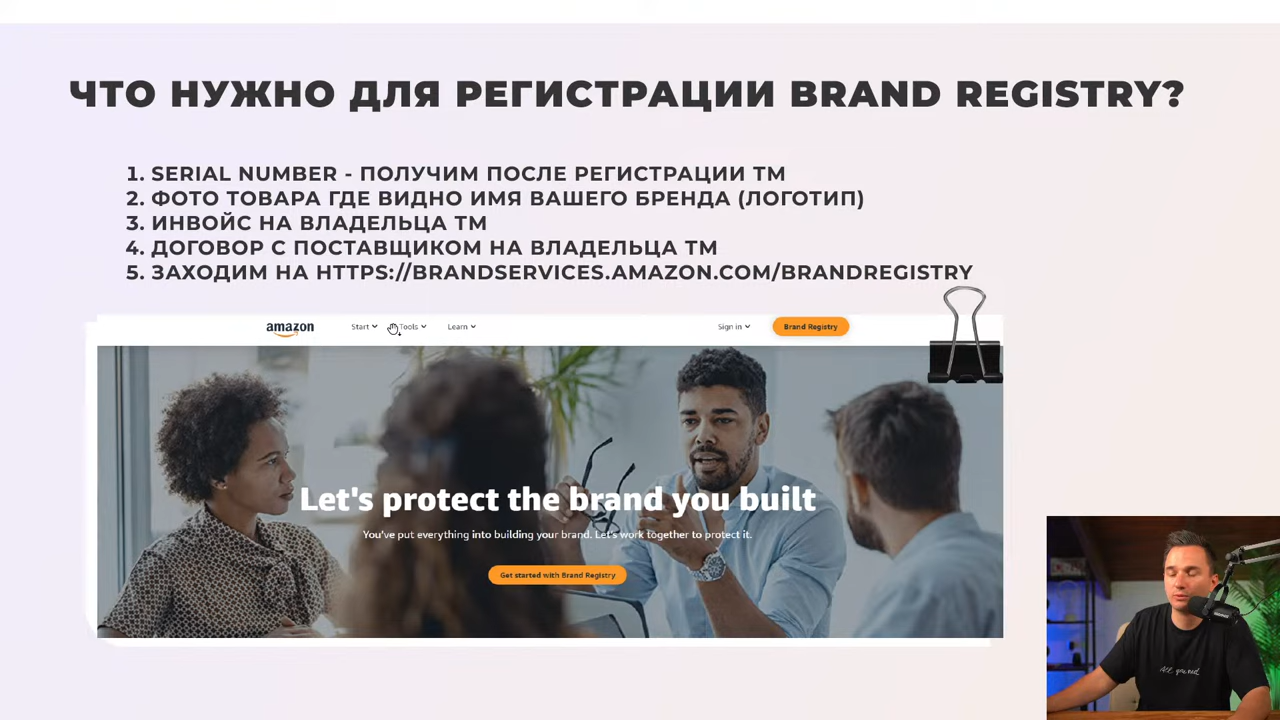 ЧТО НУЖНО ДЛЯ РЕГИСТРАЦИИ BRAND REGISTRY?
1. SERIAL NUMBER - ПОЛУЧИМ ПОСЛЕ РЕГИСТРАЦИИ ТМ
2. ФОТО ТОВАРА ГДЕ ВИДНО ИМЯ ВАШЕГО БРЕНДА (ЛОГОТИП)
3. ИНВОЙС НА ВЛАДЕЛЬЦА ТМ
4. ДОГОВОР С ПОСТАВЩИКОМ НА ВЛАДЕЛЬЦА ТМ
5. ЗАХОДИМ НА HTTPS://BRANDSERVICES.AMAZON.COM/BRANDREGISTRY
amazon Start Tools Learn Sign in Brand Registry
Let's protect the brand you built
You've put everything into building your brand. Let's work together to protect it.
Get started with Brand Registry